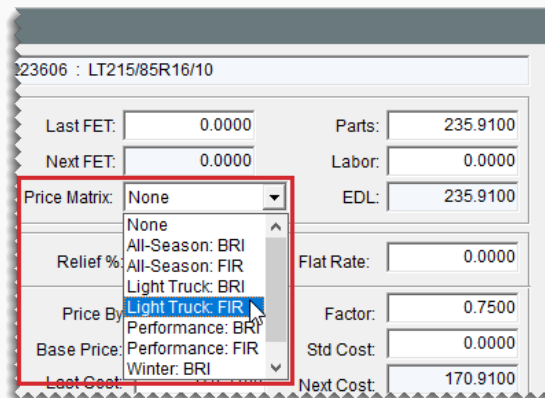 23606 : LT215/85R16/10
Last FET: 0.0000 Parts: 235.9100
Next FET: 0.0000 Labor: 0.0000
Price Matrix: None EDL: 235.9100
None
All-Season: BRI
Relief %: All-Season: FIR Flat Rate: 0.0000
Light Truck: BRI
Price By Light Truck: FIR Factor: 0.7500
Performance: BRI
Base Price: Performance: FIR Std Cost: 0.0000
Winter: BRI
Last Cost: Next Cost: 170.9100